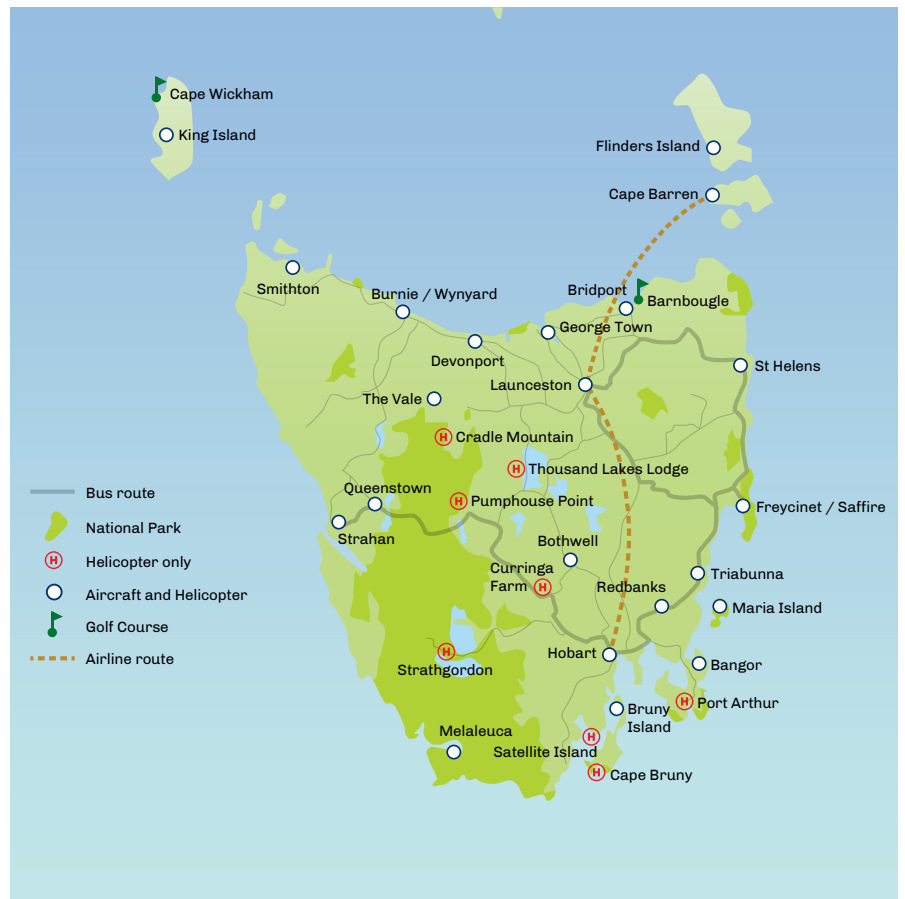 Cape Wickham
King Island
Flinders Island
Cape Barren
Smithton
Burnie / Wynyard
Bridport
Barnbougle
George Town
Devonport
Launceston
St Helens
The Vale
Cradle Mountain
Thousand Lakes Lodge
Queenstown
Pumphouse Point
Freycinet / Saffire
Strahan
Bothwell
Curringa
Farm
Triabunna
Redbanks
Maria Island
Hobart
Bangor
Strathgordon
Port Arthur
Bruny
Island
Melaleuca
Satellite Island
Cape Bruny
Bus route
National Park
H Helicopter only
Aircraft and Helicopter
Golf Course
Airline route
H
H
H
H
H
H
H
H